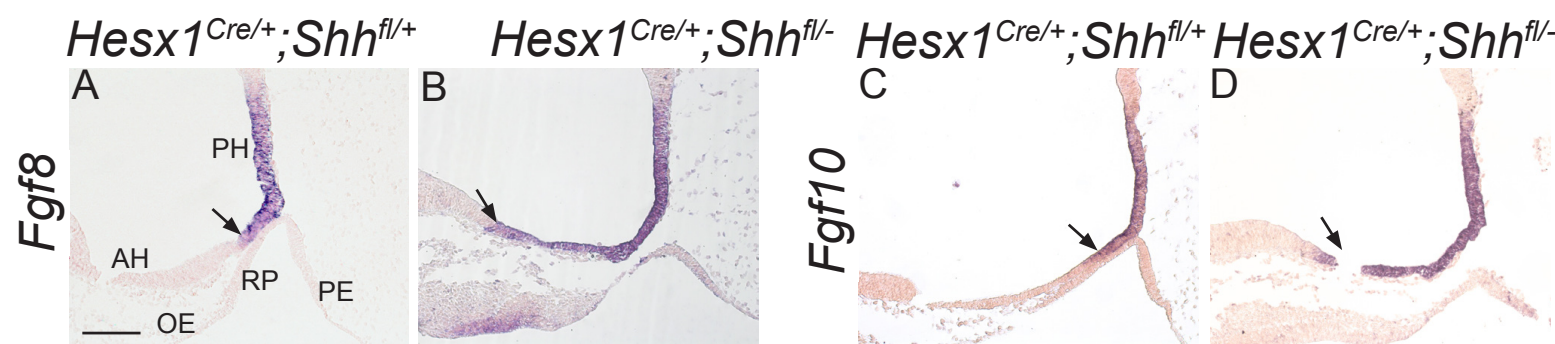 Hesx1Cre/+;Shhfl/+ Hesx1Cre/+;Shhfl/- Hesx1Cre/+;Shhfl/+ Hesx1Cre/+;Shhfl/-
A B C D
Fgf8
Fgf10
PH
AH
RP
PE
OE